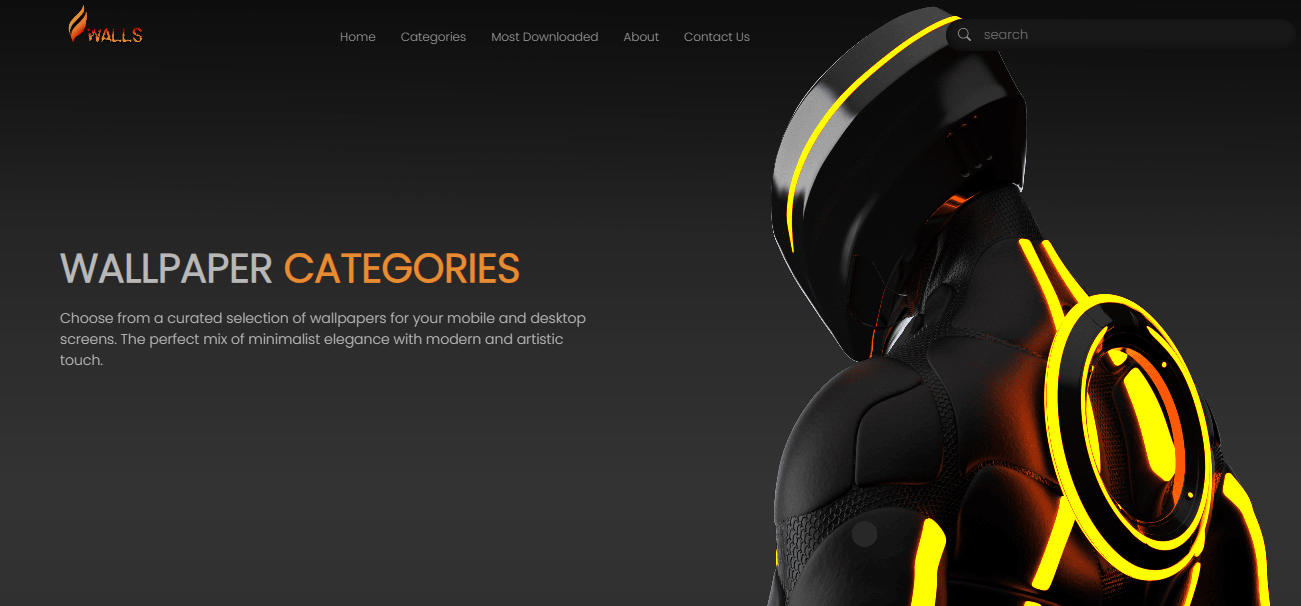 WALLS
Home Categories Most Downloaded About Contact Us
search
WALLPAPER CATEGORIES
Choose from a curated selection of wallpapers for your mobile and desktop
screens. The perfect mix of minimalist elegance with modern and artistic
touch.